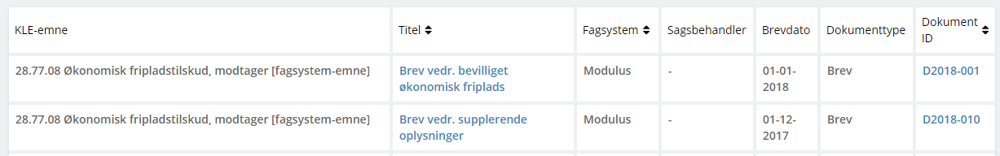 KLE-emne Titel Fagsystem Sagsbehandler Brevdato Dokumenttype Dokument ID
28.77.08 Økonomisk fripladstilskud, modtager [fagsystem-emne] Brev vedr. bevilliget økonomisk friplads Modulus - 01-01-2018 Brev D2018-001
28.77.08 Økonomisk fripladstilskud, modtager [fagsystem-emne] Brev vedr. supplerende oplysninger Modulus - 01-12-2017 Brev D2018-010